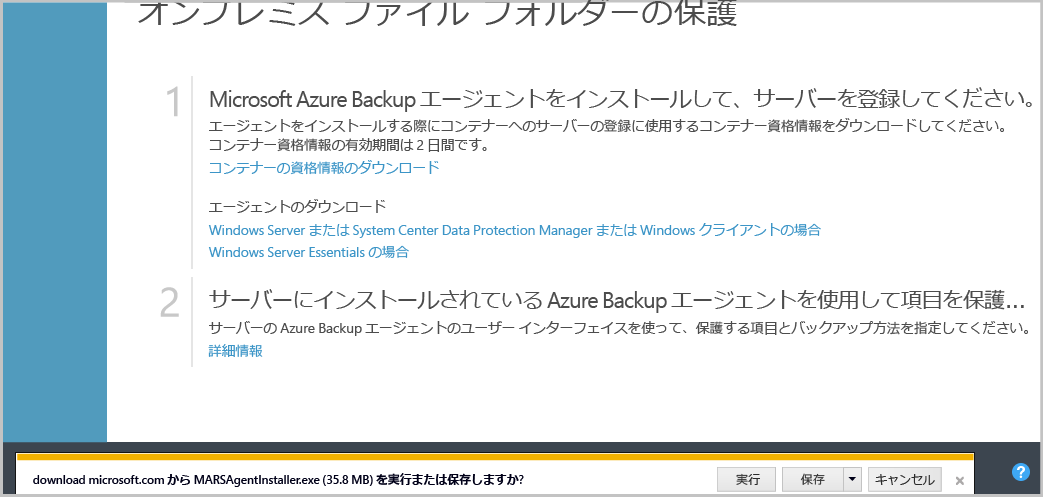 オンプレミス ファイル フォルダーの保護
1
Microsoft Azure Backup エージェントをインストールして、サーバーを登録してください。
エージェントをインストールする際にコンテナーへのサーバーの登録に使用するコンテナー資格情報をダウンロードしてください。
コンテナー資格情報の有効期間は 2 日間です。
コンテナーの資格情報のダウンロード
エージェントのダウンロード
Windows Server または System Center Data Protection Manager または Windows クライアントの場合
Windows Server Essentials の場合
2
サーバーにインストールされている Azure Backup エージェントを使用して項目を保護...
サーバーの Azure Backup エージェントのユーザー インターフェイスを使って、保護する項目とバックアップ方法を指定してください。
詳細情報
download microsoft.com から MARSAgentInstaller.exe (35.8 MB) を実行または保存しますか?
実行
保存
キャンセル
×
?